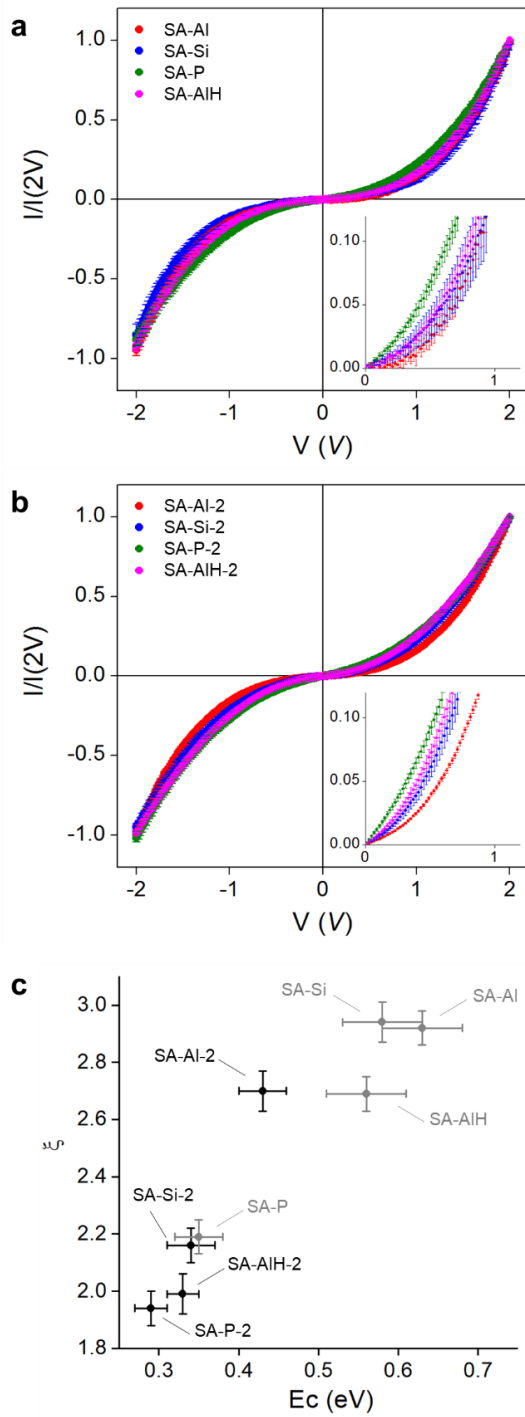 a
SA-Al
SA-Si
SA-P
SA-AlH
I/I(2V)
1.0
0.5
0.0
-0.5
-1.0
0.10
0.05
0.00
0
1
-2
-1
0
1
2
V (V)
b
SA-Al-2
SA-Si-2
SA-P-2
SA-AlH-2
I/I(2V)
1.0
0.5
0.0
-0.5
-1.0
0.10
0.05
0.00
0
1
-2
-1
0
1
2
V (V)
c
SA-Si
SA-Al
SA-Al-2
SA-AlH
SA-Si-2
SA-P
SA-AlH-2
SA-P-2
ξ
3.0
2.8
2.6
2.4
2.2
2.0
1.8
0.3
0.4
0.5
0.6
0.7
Ec (eV)